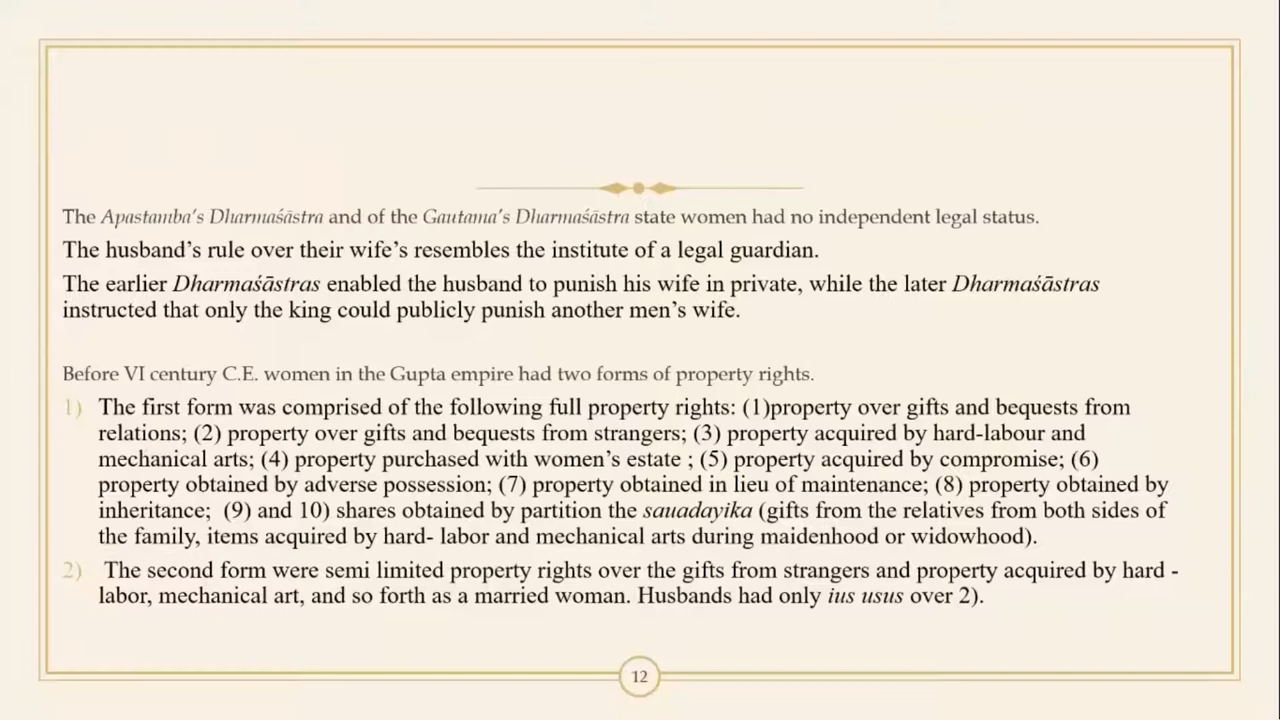 The Apastamba's Dharmaśāstra and of the Gautama's Dharmaśāstra state women had no independent legal status.
The husband's rule over their wife's resembles the institute of a legal guardian.
The earlier Dharmaśāstras enabled the husband to punish his wife in private, while the later Dharmaśāstras
instructed that only the king could publicly punish another men's wife.
Before VI century C.E. women in the Gupta empire had two forms of property rights.
1) The first form was comprised of the following full property rights: (1)property over gifts and bequests from
relations; (2) property over gifts and bequests from strangers; (3) property acquired by hard-labour and
mechanical arts; (4) property purchased with women's estate ; (5) property acquired by compromise; (6)
property obtained by adverse possession; (7) property obtained in lieu of maintenance; (8) property obtained by
inheritance; (9) and 10) shares obtained by partition the sauadayika (gifts from the relatives from both sides of
the family, items acquired by hard- labor and mechanical arts during maidenhood or widowhood).
2) The second form were semi limited property rights over the gifts from strangers and property acquired by hard -
labor, mechanical art, and so forth as a married woman. Husbands had only ius usus over 2).
12